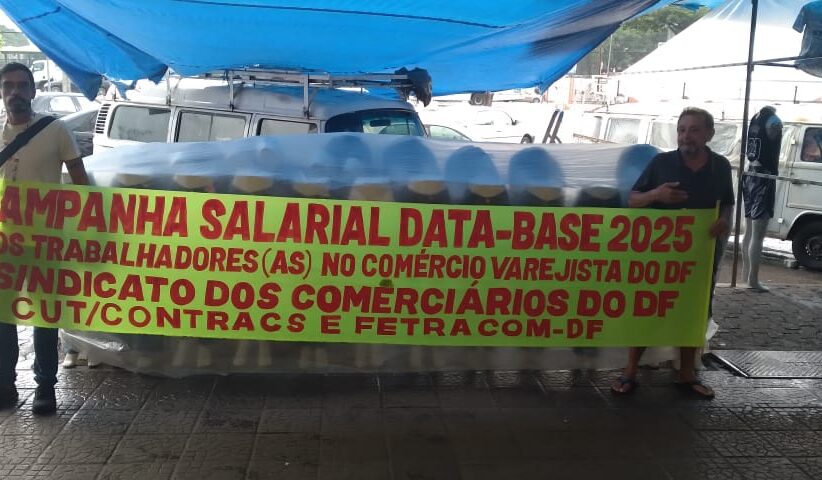 AMPANHA SALARIAL DATA-BASE 2025
OS TRABALHADORES(AS) NO COMÉRCIO VAREJISTA DO DF
SINDICATO DOS COMERCIÁRIOS DO DF
CUT/CONTRACS E FETRACOM-DF